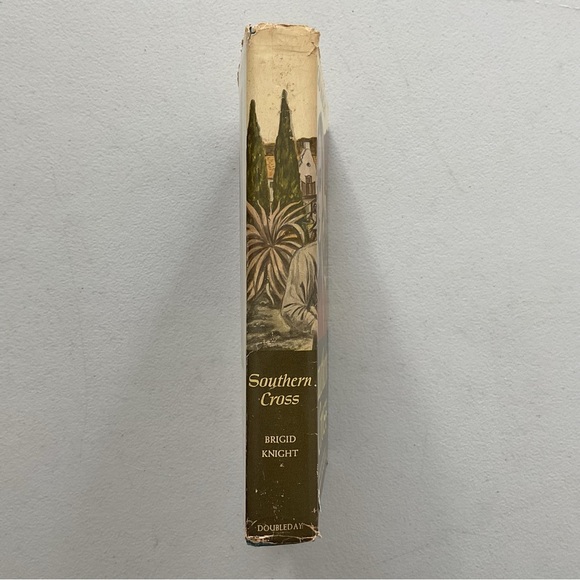 Southern
Cross
BRIGID
KNIGHT
DOUBLEDAY